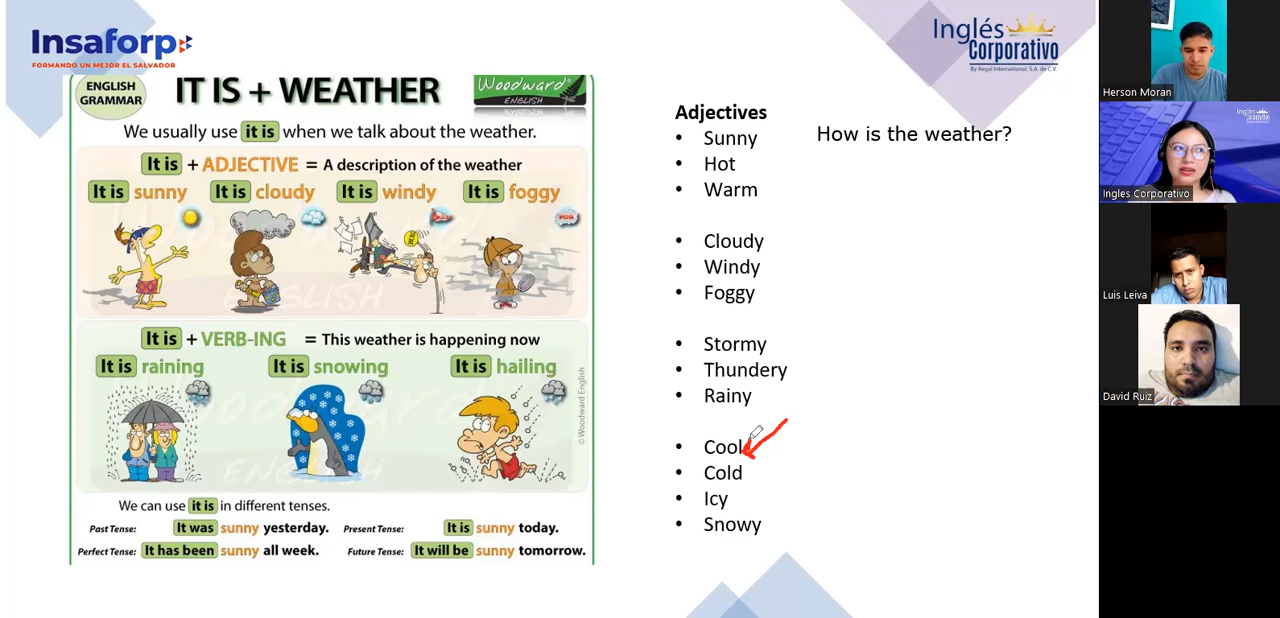 Insaforp
FORMANDO UN MEJOR EL SALVADOR
Inglés
Corporativo
By Regal International, S.A. de C.V.
ENGLISH
GRAMMAR
IT IS + WEATHER
Woodward
ENGLISH
We usually use it is when we talk about the weather.
It is + ADJECTIVE = A description of the weather
It is sunny It is cloudy It is windy It is foggy
FOG
It is + VERB-ING = This weather is happening now
It is raining It is snowing It is hailing
© Woodward English
We can use it is in different tenses.
Past Tense: It was sunny yesterday. Present Tense: It is sunny today.
Perfect Tense: It has been sunny all week. Future Tense: It will be sunny tomorrow.
Adjectives
• Sunny
• Hot
• Warm
• Cloudy
• Windy
• Foggy
• Stormy
• Thundery
• Rainy
• Cool
• Cold
• Icy
• Snowy
How is the weather?
Herson Moran
Ingles Corporativo
Luis Leiva
David Ruiz